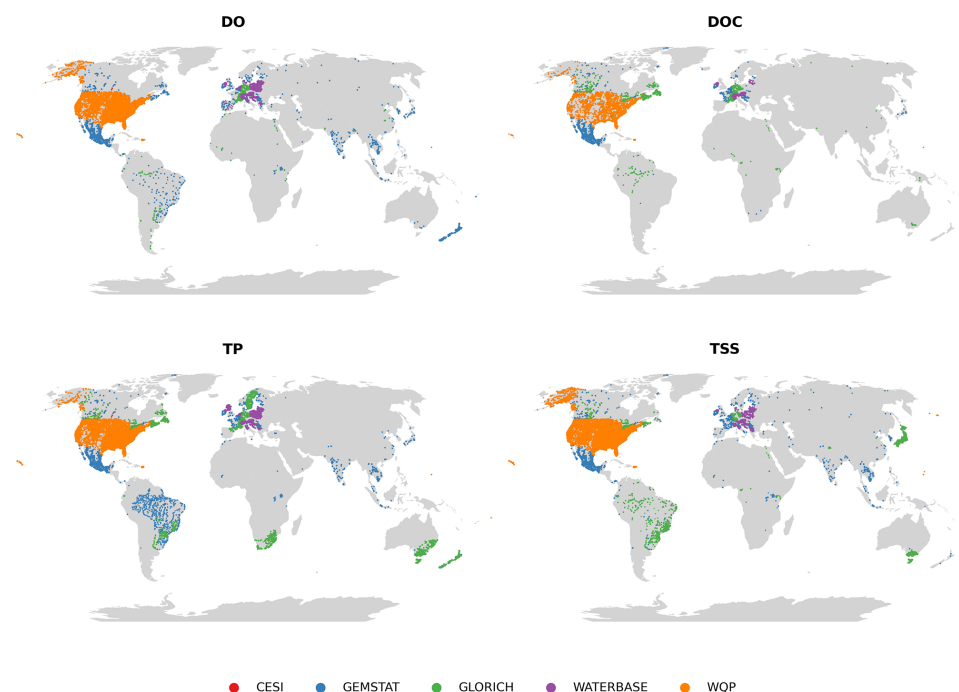 DO
DOC
TP
TSS
CESI
GEMSTAT
GLORICH
WATERBASE
WQP